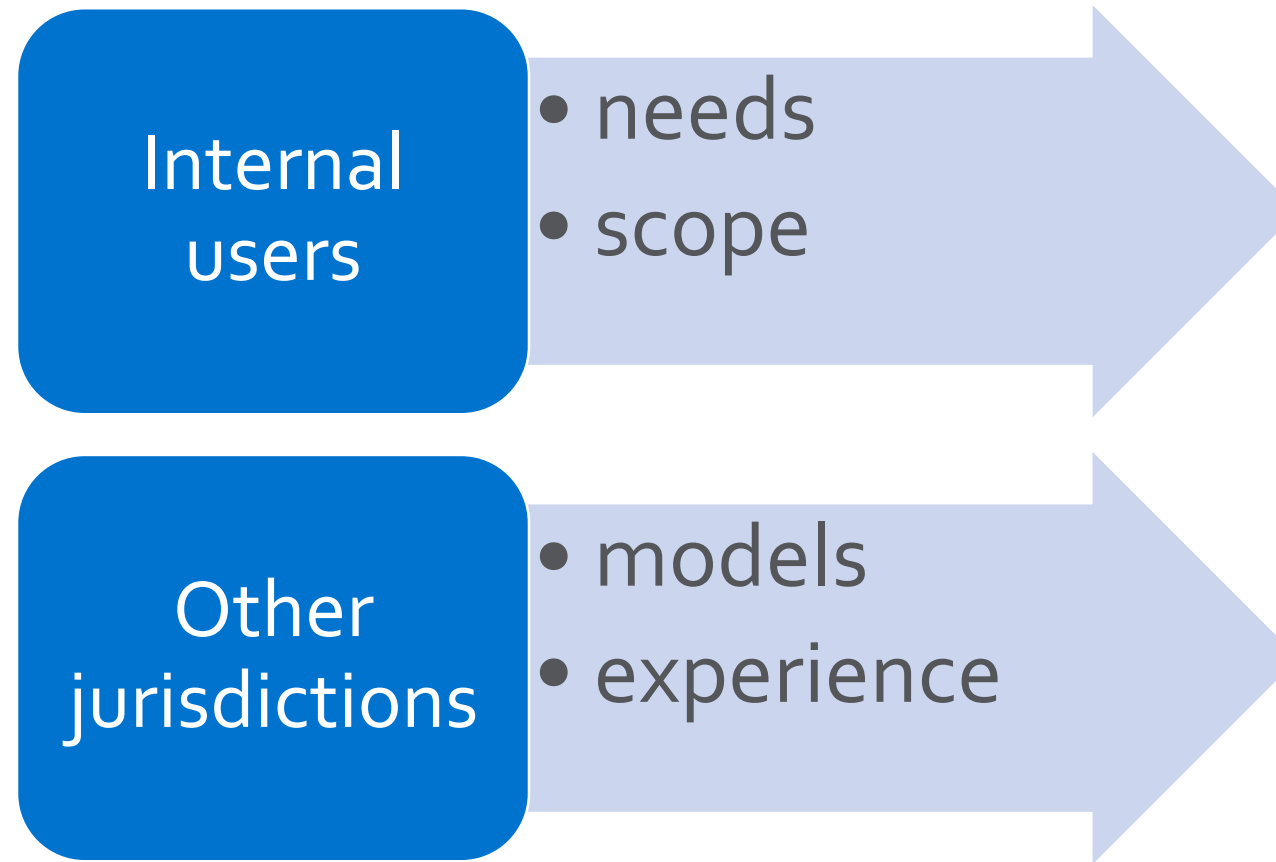 Internal
users
• needs
• scope
Other
jurisdictions
• models
• experience